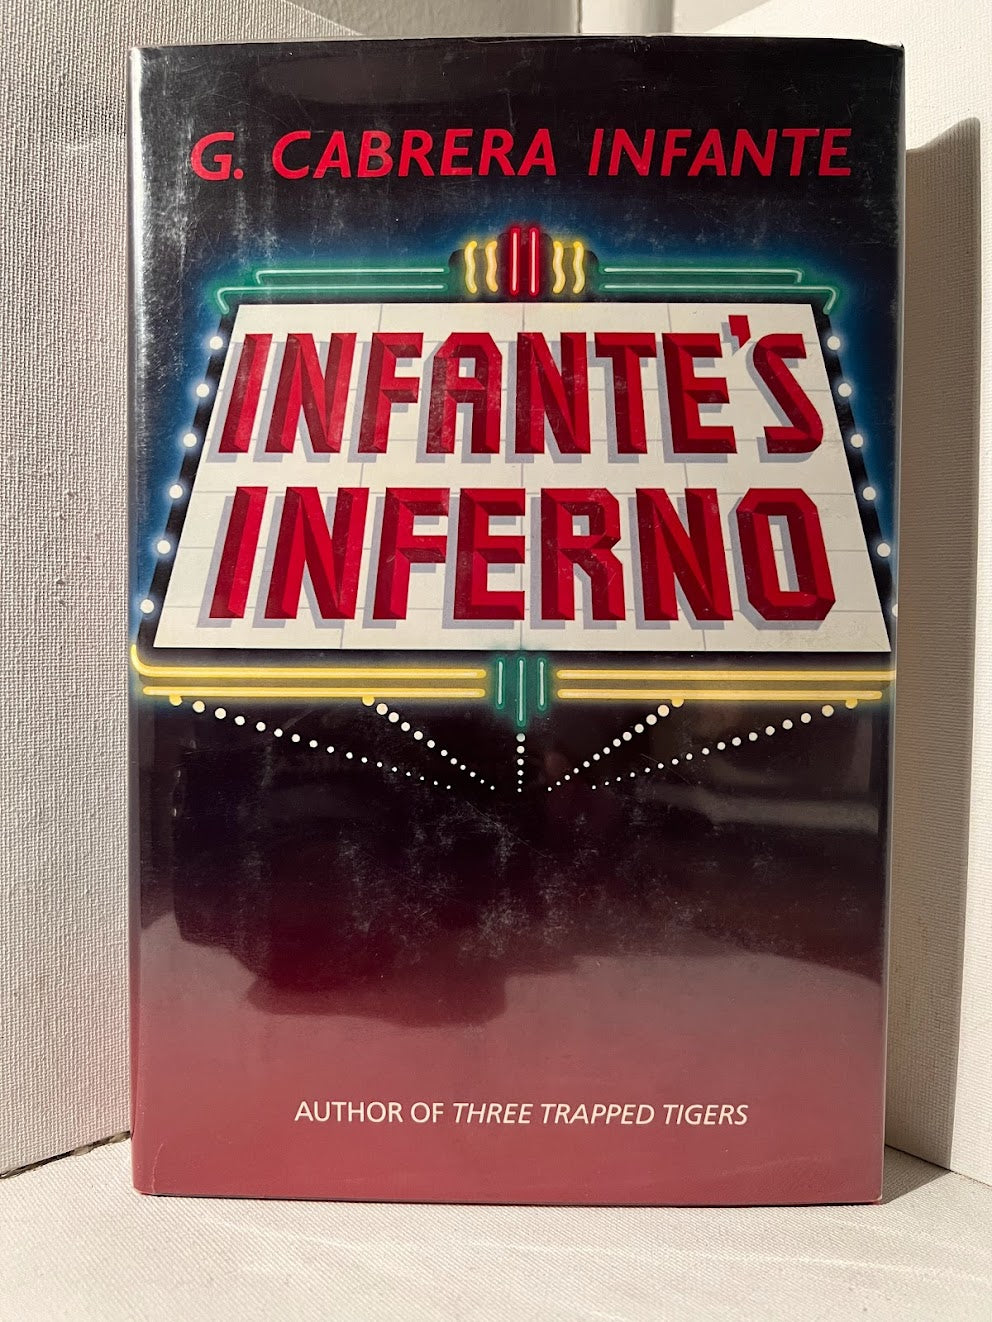 G. CABRERA INFANTE
INFANTE'S
INFERNO
AUTHOR OF THREE TRAPPED TIGERS